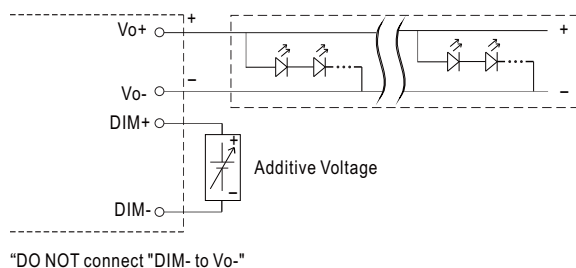 Vo+
+
+
Vo-
−
−
DIM+
+
Additive Voltage
−
DIM-
“DO NOT connect "DIM- to Vo-"